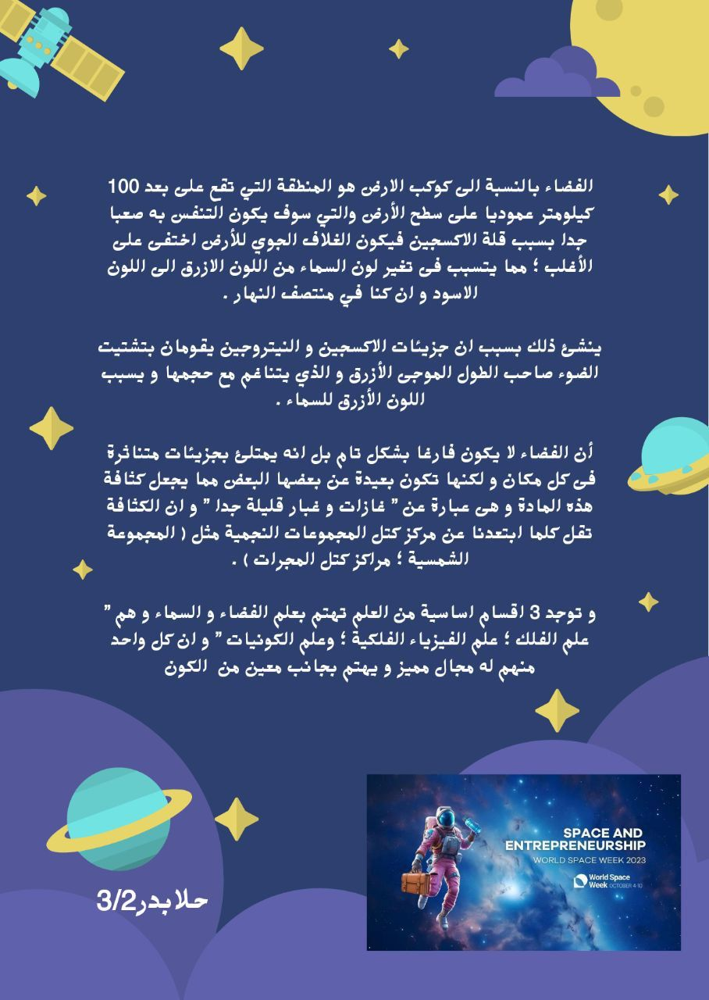 الفضاء بالنسبة الى كوكب الارض هو المنطقة التي تقع على بعد 100
كيلومتر عموديا على سطح الأرض والتي سوف يكون التنفس به صعبا
جدا بسبب قلة الاكسجين فيكون الغلاف الجوي للأرض اختفى على
الأغلب ؛ مما يتسبب فى تغير لون السماء من اللون الازرق الى اللون
الاسود و ان كنا في منتصف النهار .
ينشئ ذلك بسبب ان جزيئات الاكسجين و النيتروجين يقومان بتشتيت
الضوء صاحب الطول الموجى الأزرق و الذي يتناغم مع حجمها و يسبب
اللون الأزرق للسماء .
أن الفضاء لا يكون فارغا بشكل تام بل انه يمتلئ بجزيئات متناثرة
فى كل مكان و لكنها تكون بعيدة عن بعضها البعض مما يجعل كثافة
هذه المادة و هى عبارة عن " غازات و غبار قليلة جدا " و ان الكثافة
تقل كلما ابتعدنا عن مركز كتل المجموعات النجمية مثل ( المجموعة
الشمسية ؛ مراكز كتل المجرات ) .
و توجد 3 اقسام اساسية من العلم تهتم بعلم الفضاء و السماء و هم "
علم الفلك ؛ علم الفيزياء الفلكية ؛ وعلم الكونيات " و ان كل واحد
منهم له مجال مميز و يهتم بجانب معين من الكون
SPACE AND
ENTREPRENEURSHIP
WORLD SPACE WEEK 2023
World Space
Week OCTOBER 4-10
حلا بدر3/2